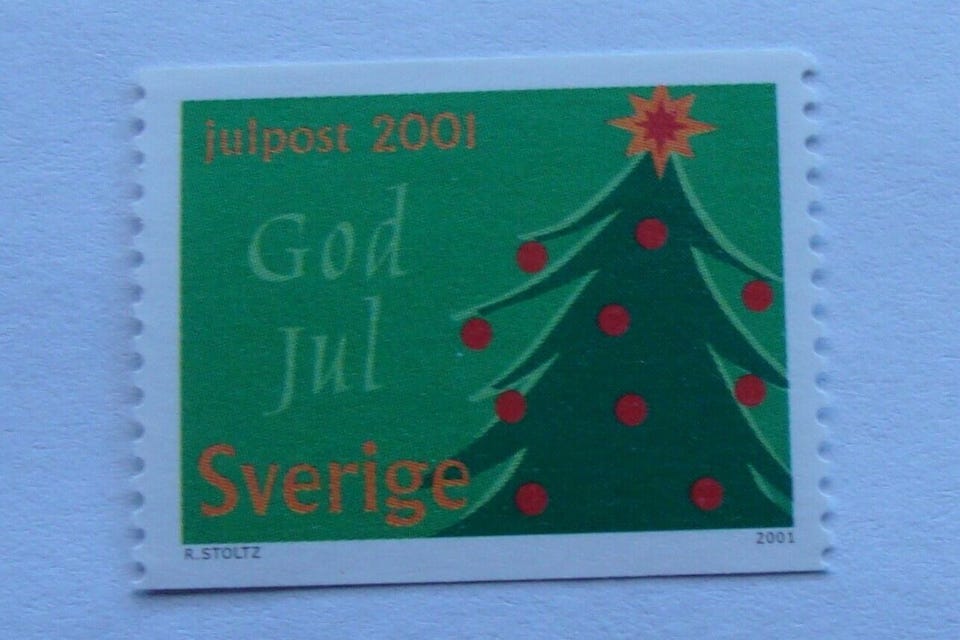 julpost 2001
God
Jul
Sverige
R. STOLTZ
2001